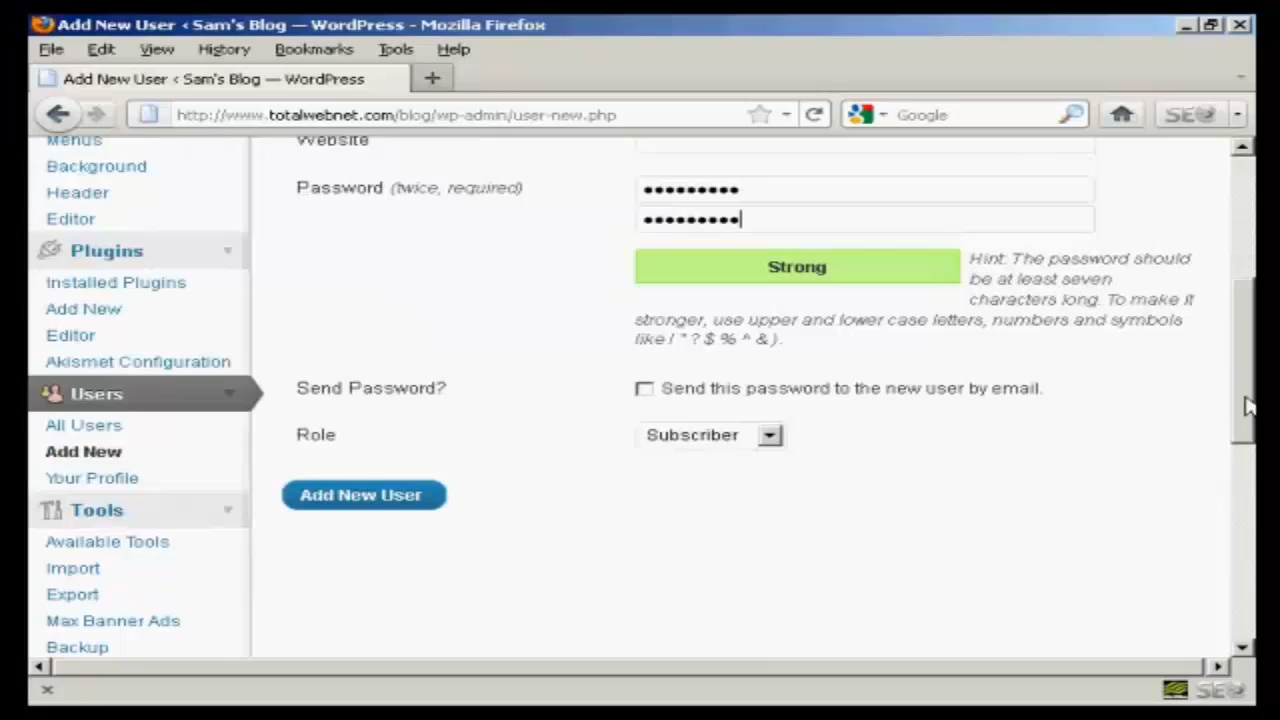 Add New User ‹ Sam's Blog — WordPress - Mozilla Firefox
File Edit View History Bookmarks Tools Help
Add New User ‹ Sam's Blog — WordPress
http://www.totalwebnet.com/blog/wp-admin/user-new.php
Google
Menus
Background
Header
Editor
Plugins
Installed Plugins
Add New
Editor
Akismet Configuration
Users
All Users
Add New
Your Profile
Tools
Available Tools
Import
Export
Max Banner Ads
Backup
Website
Password (twice, required)
•••••••••
•••••••••
Strong
Hint: The password should
be at least seven
characters long. To make it
stronger, use upper and lower case letters, numbers and symbols
like ! " ? $ % ^ & ).
Send Password?
Send this password to the new user by email.
Role
Subscriber
Add New User